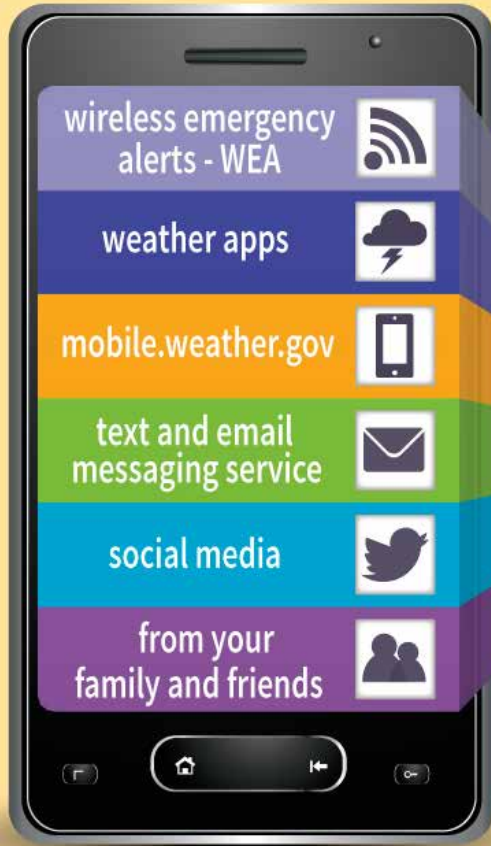 wireless emergency
alerts - WEA
weather apps
mobile.weather.gov
text and email
messaging service
social media
from your
family and friends